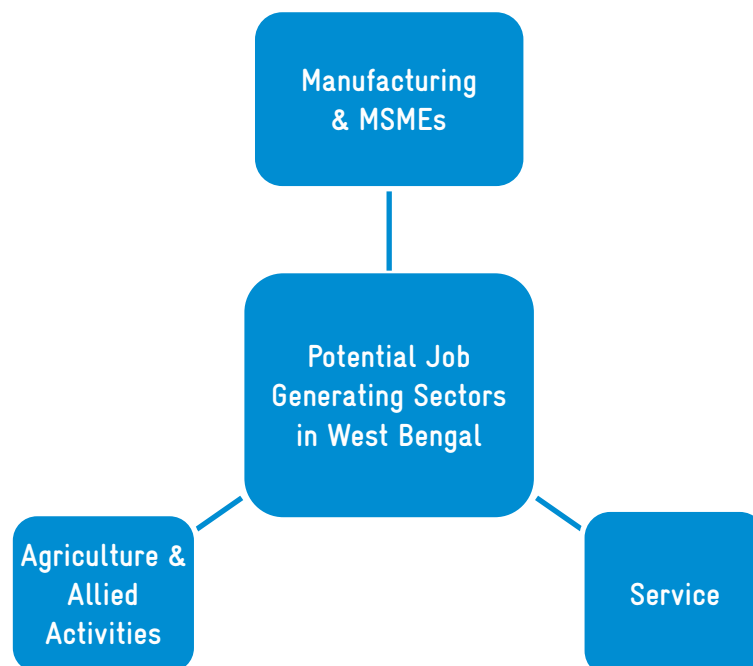 Manufacturing
& MSMEs
Potential Job
Generating Sectors
in West Bengal
Agriculture &
Allied
Activities
Service